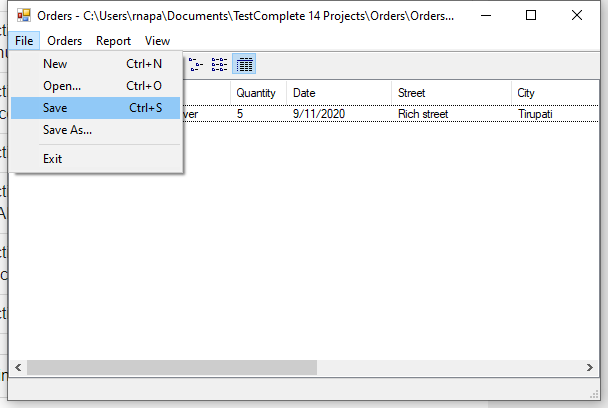 Orders - C:\Users\rnapa\Documents\TestComplete 14 Projects\Orders\Orders...
File Orders Report View
New Ctrl+N
Open... Ctrl+O
Save Ctrl+S
Save As...
Exit
Quantity Date Street City
ver 5 9/11/2020 Rich street Tirupati